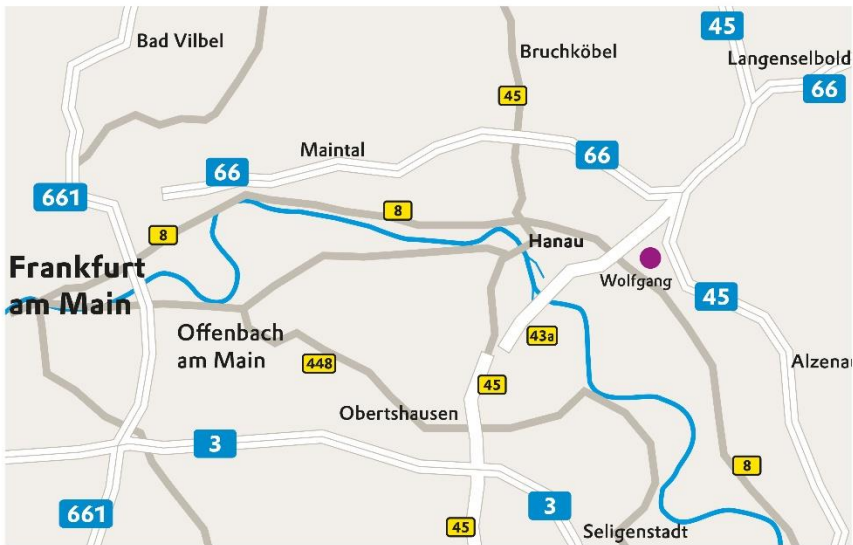 45
Bad Vilbel
Bruchköbel
Langenselbold
66
45
Maintal
66
66
661
8
8
Hanau
Frankfurt
am Main
Wolfgang
45
Offenbach
am Main
43a
448
Alzenau
45
Obertshausen
3
8
661
3
45
Seligenstadt